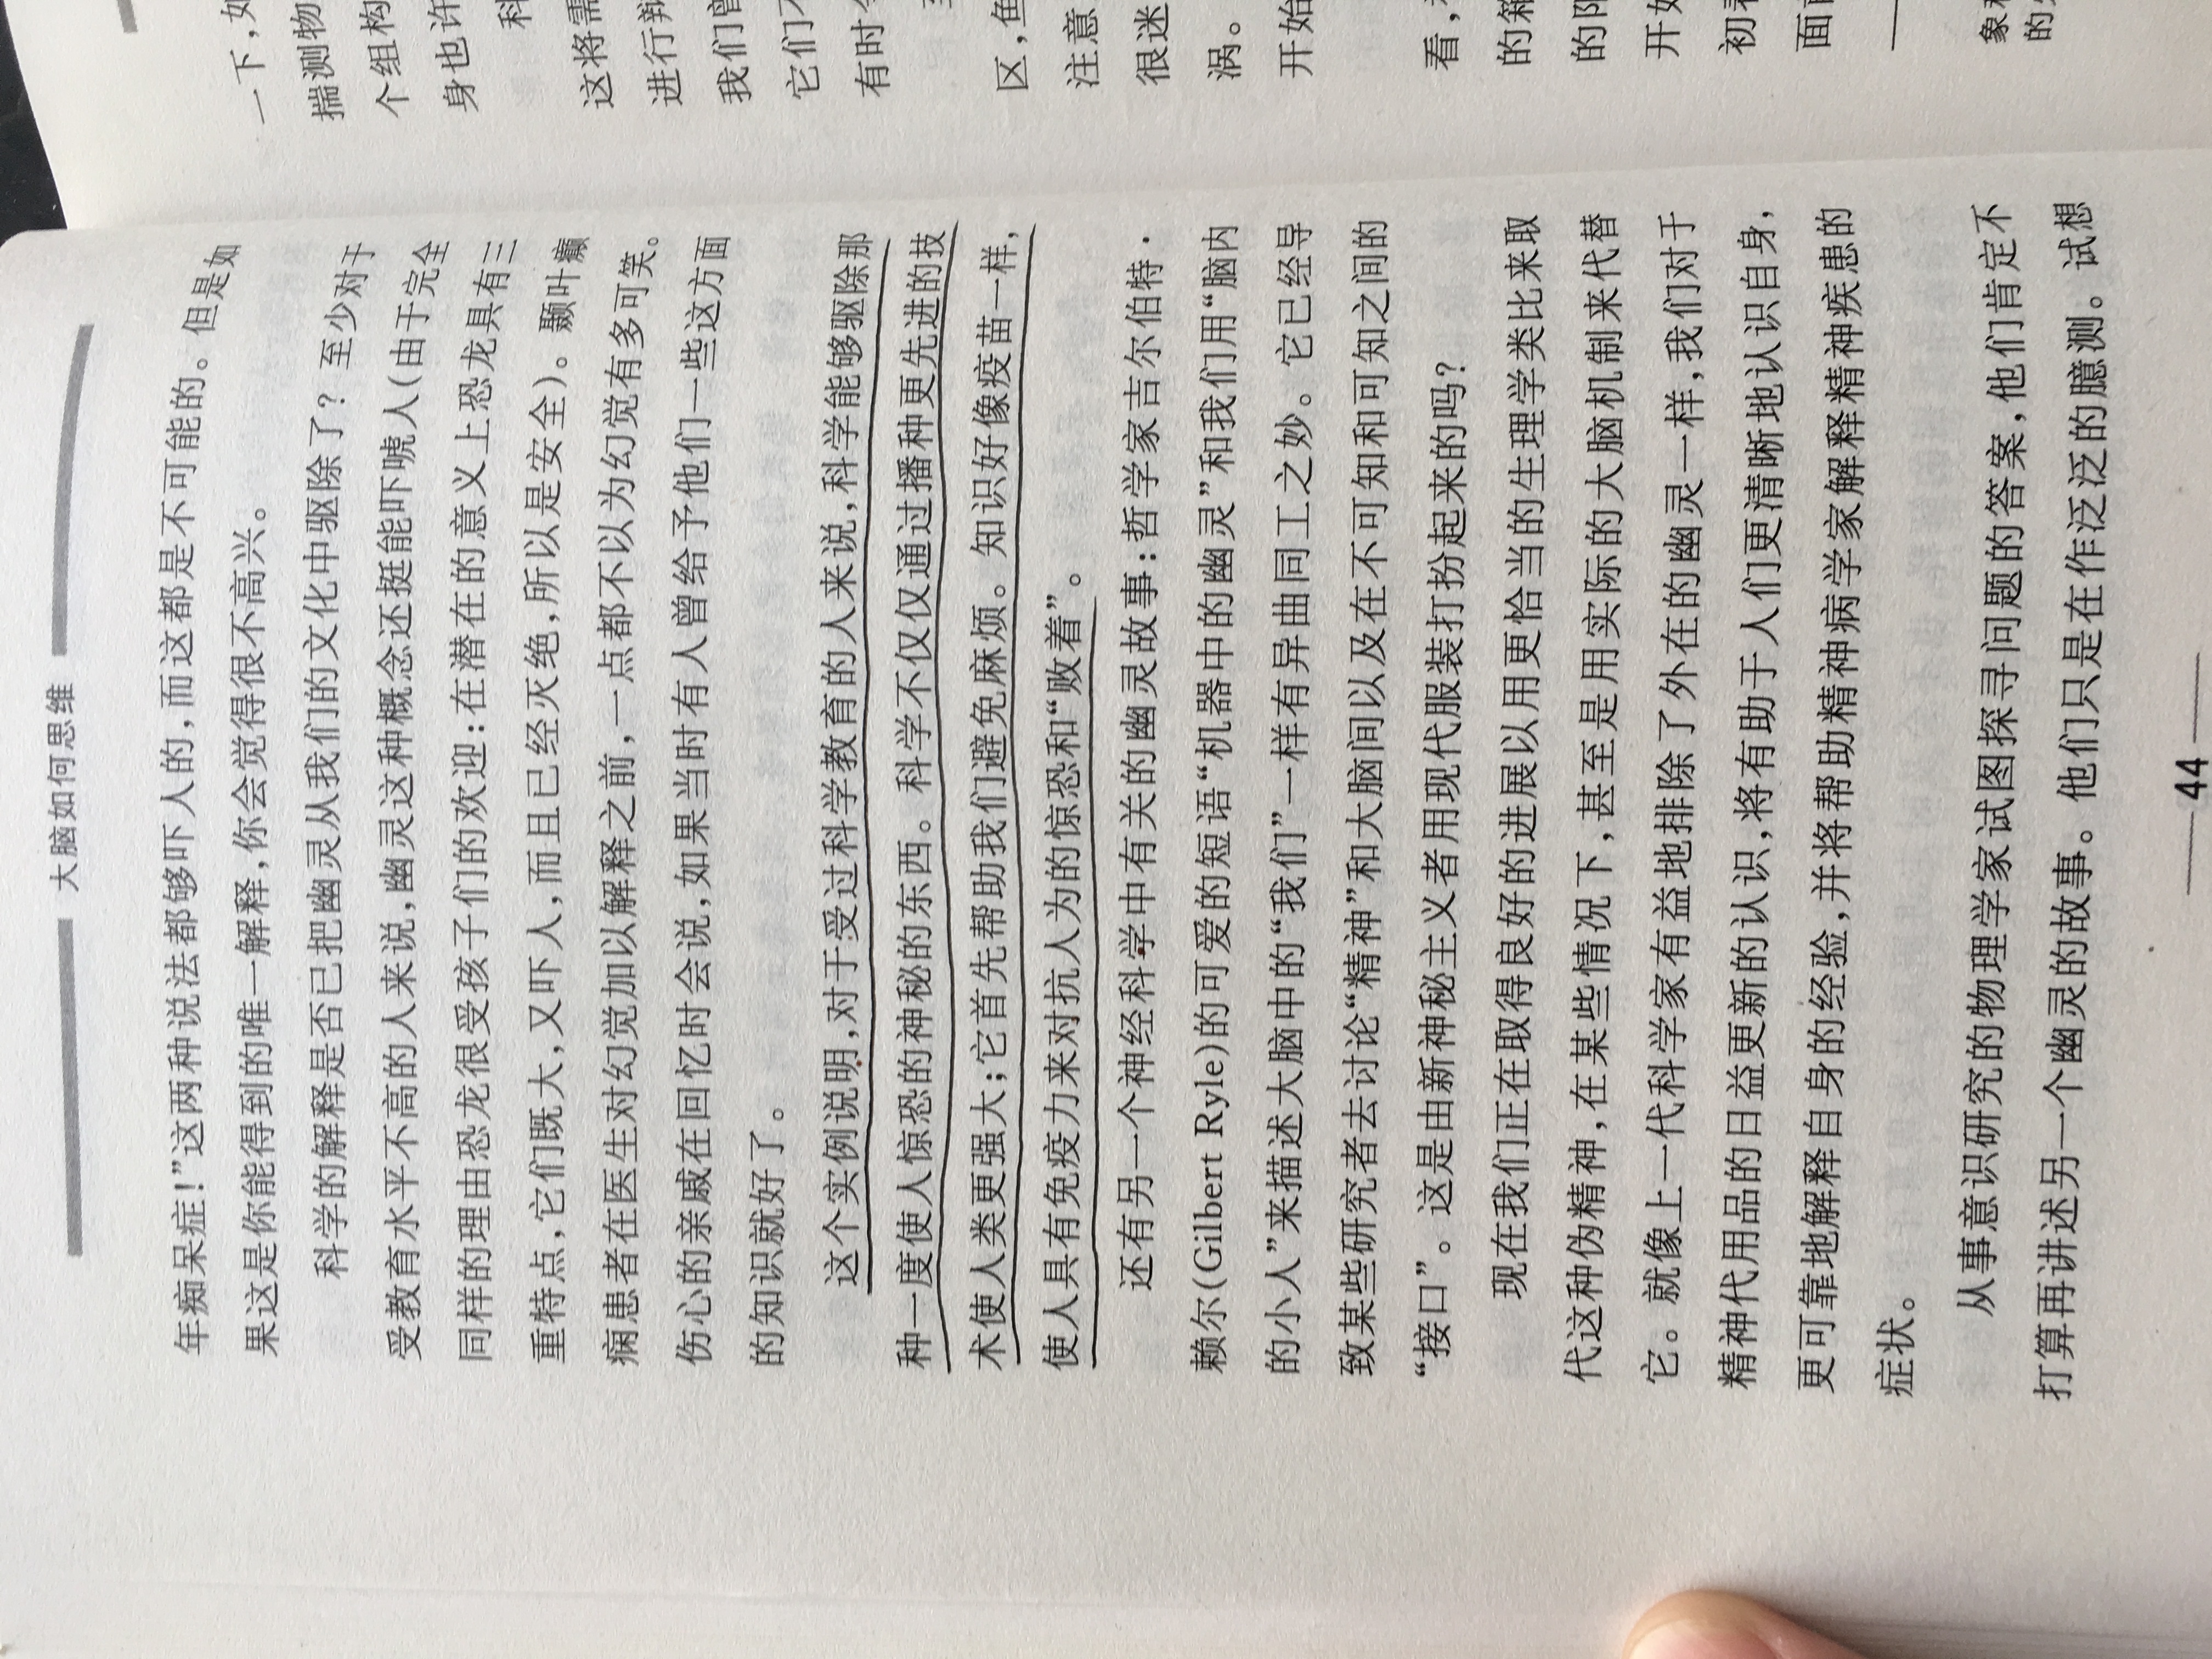 大脑如何思维
年痴呆症!”这两种说法都够吓人的,而这都是不可能的。但是如
果这是你能得到的唯一解释,你会觉得很不高兴。
科学的解释是否已把幽灵从我们的文化中驱除了?至少对于
受教育水平不高的人来说,幽灵这种概念还挺能吓唬人(由于完全
同样的理由恐龙很受孩子们的欢迎:在潜在的意义上恐龙具有三
重特点,它们既大,又吓人,而且已经灭绝,所以是安全)。颞叶癫
痫患者在医生对幻觉加以解释之前,一点都不以为幻觉有多可笑。
伤心的亲戚在回忆时会说,如果当时有人曾给予他们一些这方面
的知识就好了。
这个实例说明,对于受过科学教育的人来说,科学能够驱除那
种一度使人惊恐的神秘的东西。科学不仅仅通过播种更先进的技
术使人类更强大;它首先帮助我们避免麻烦。知识好像疫苗一样,
使人具有免疫力来对抗人为的惊恐和“败着”。
还有另一个神经科学中有关的幽灵故事:哲学家吉尔伯特·
赖尔(Gilbert Ryle)的可爱的短语“机器中的幽灵”和我们用“脑内
的小人”来描述大脑中的“我们”一样有异曲同工之妙。它已经导
致某些研究者去讨论“精神”和大脑间以及在不可知和可知之间的
“接口”。这是由新神秘主义者用现代服装打扮起来的吗?
现在我们正在取得良好的进展以用更恰当的生理学类比来取
代这种伪精神,在某些情况下,甚至是用实际的大脑机制来代替
它。就像上一代科学家有益地排除了外在的幽灵一样,我们对于
精神代用品的日益更新的认识,将有助于人们更清晰地认识自身,
更可靠地解释自身的经验,并将帮助精神病学家解释精神疾患的
症状。
从事意识研究的物理学家试图探寻问题的答案,他们肯定不
打算再讲述另一个幽灵的故事。他们只是在作泛泛的臆测。试想
44
一下,如
揣测物
个组构
身也许
科
这将需
进行辩
我们曾
它们不
有时令
区,鱼
注意
很迷
涡。
开始
看,
的箱
的阳
开始
初看
面前
象和
的